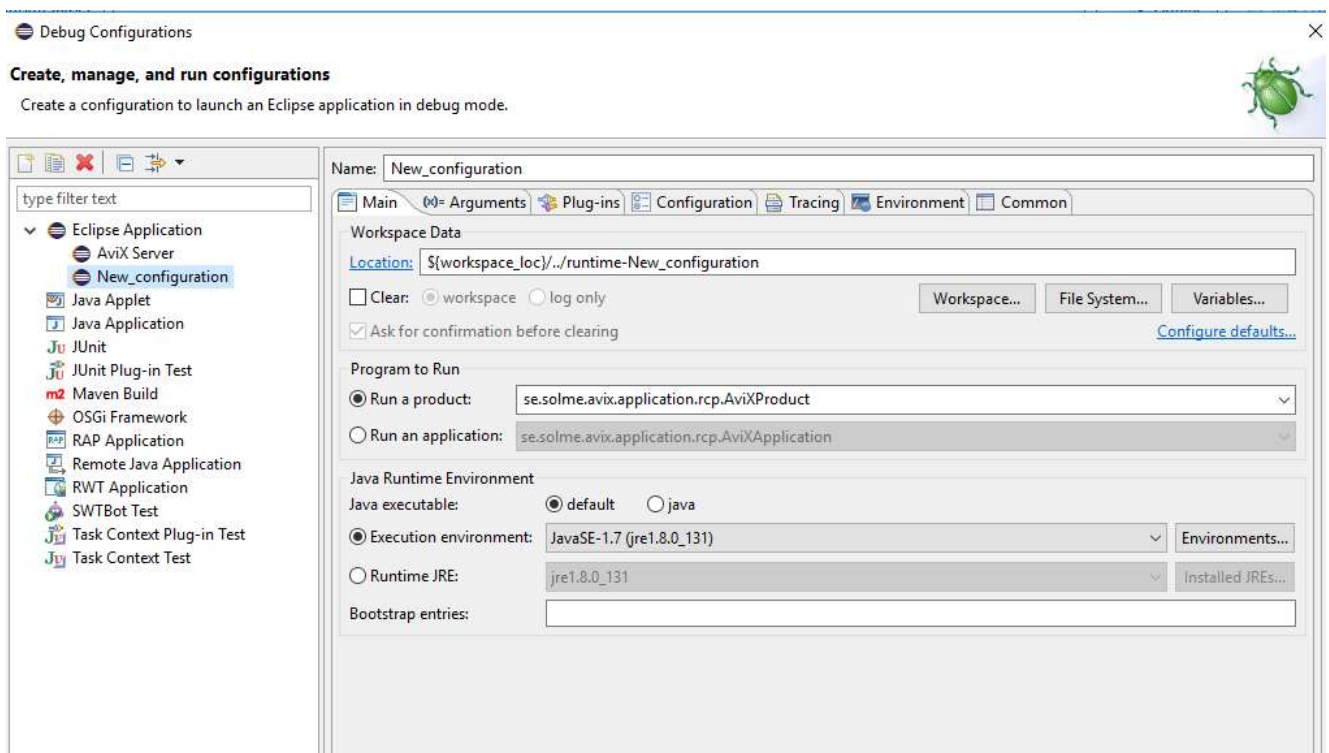 Debug Configurations
Create, manage, and run configurations
Create a configuration to launch an Eclipse application in debug mode.
type filter text
Eclipse Application
AviX Server
New_configuration
Java Applet
Java Application
Ju JUnit
JUnit Plug-in Test
m2 Maven Build
OSGi Framework
RAP RAP Application
Remote Java Application
RWT Application
SWTBot Test
Task Context Plug-in Test
Task Context Test
Name: New_configuration
Main (x)= Arguments Plug-ins Configuration Tracing Environment Common
Workspace Data
Location: ${workspace_loc}/../runtime-New_configuration
Clear: workspace log only Workspace... File System... Variables...
Ask for confirmation before clearing Configure defaults...
Program to Run
Run a product: se.solme.avix.application.rcp.AviXProduct
Run an application: se.solme.avix.application.rcp.AviXApplication
Java Runtime Environment
Java executable: default java
Execution environment: JavaSE-1.7 (jre1.8.0_131) Environments...
Runtime JRE: jre1.8.0_131 Installed JREs...
Bootstrap entries: